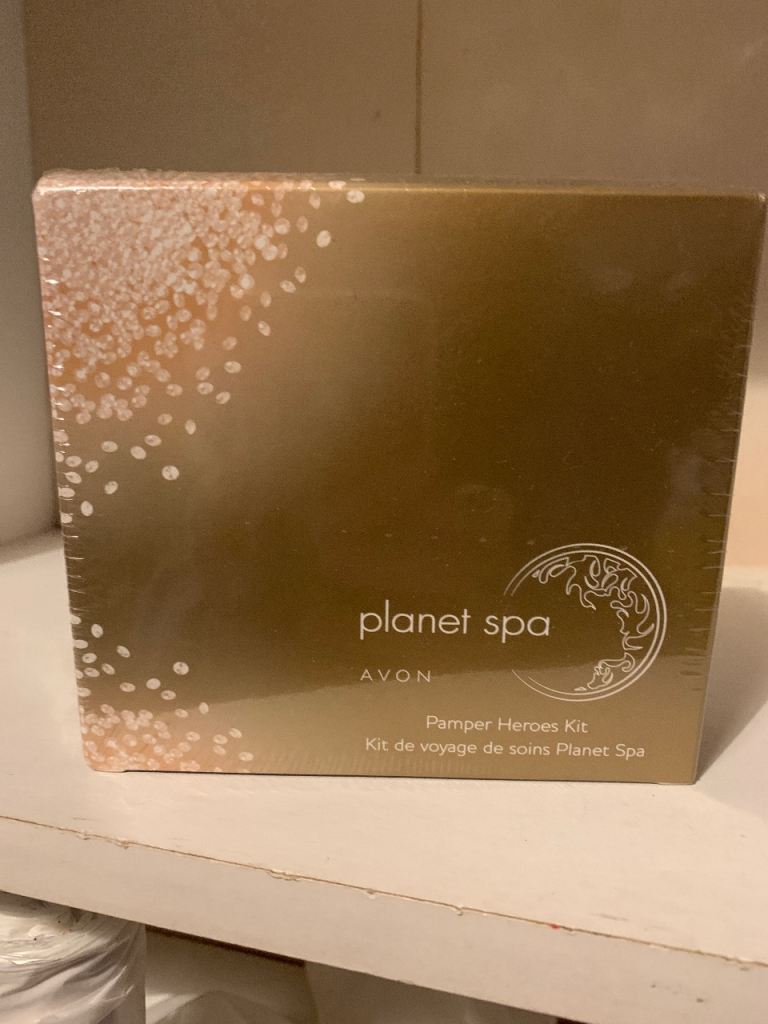 planet spa
AVON
Pamper Heroes Kit
Kit de voyage de soins Planet Spa